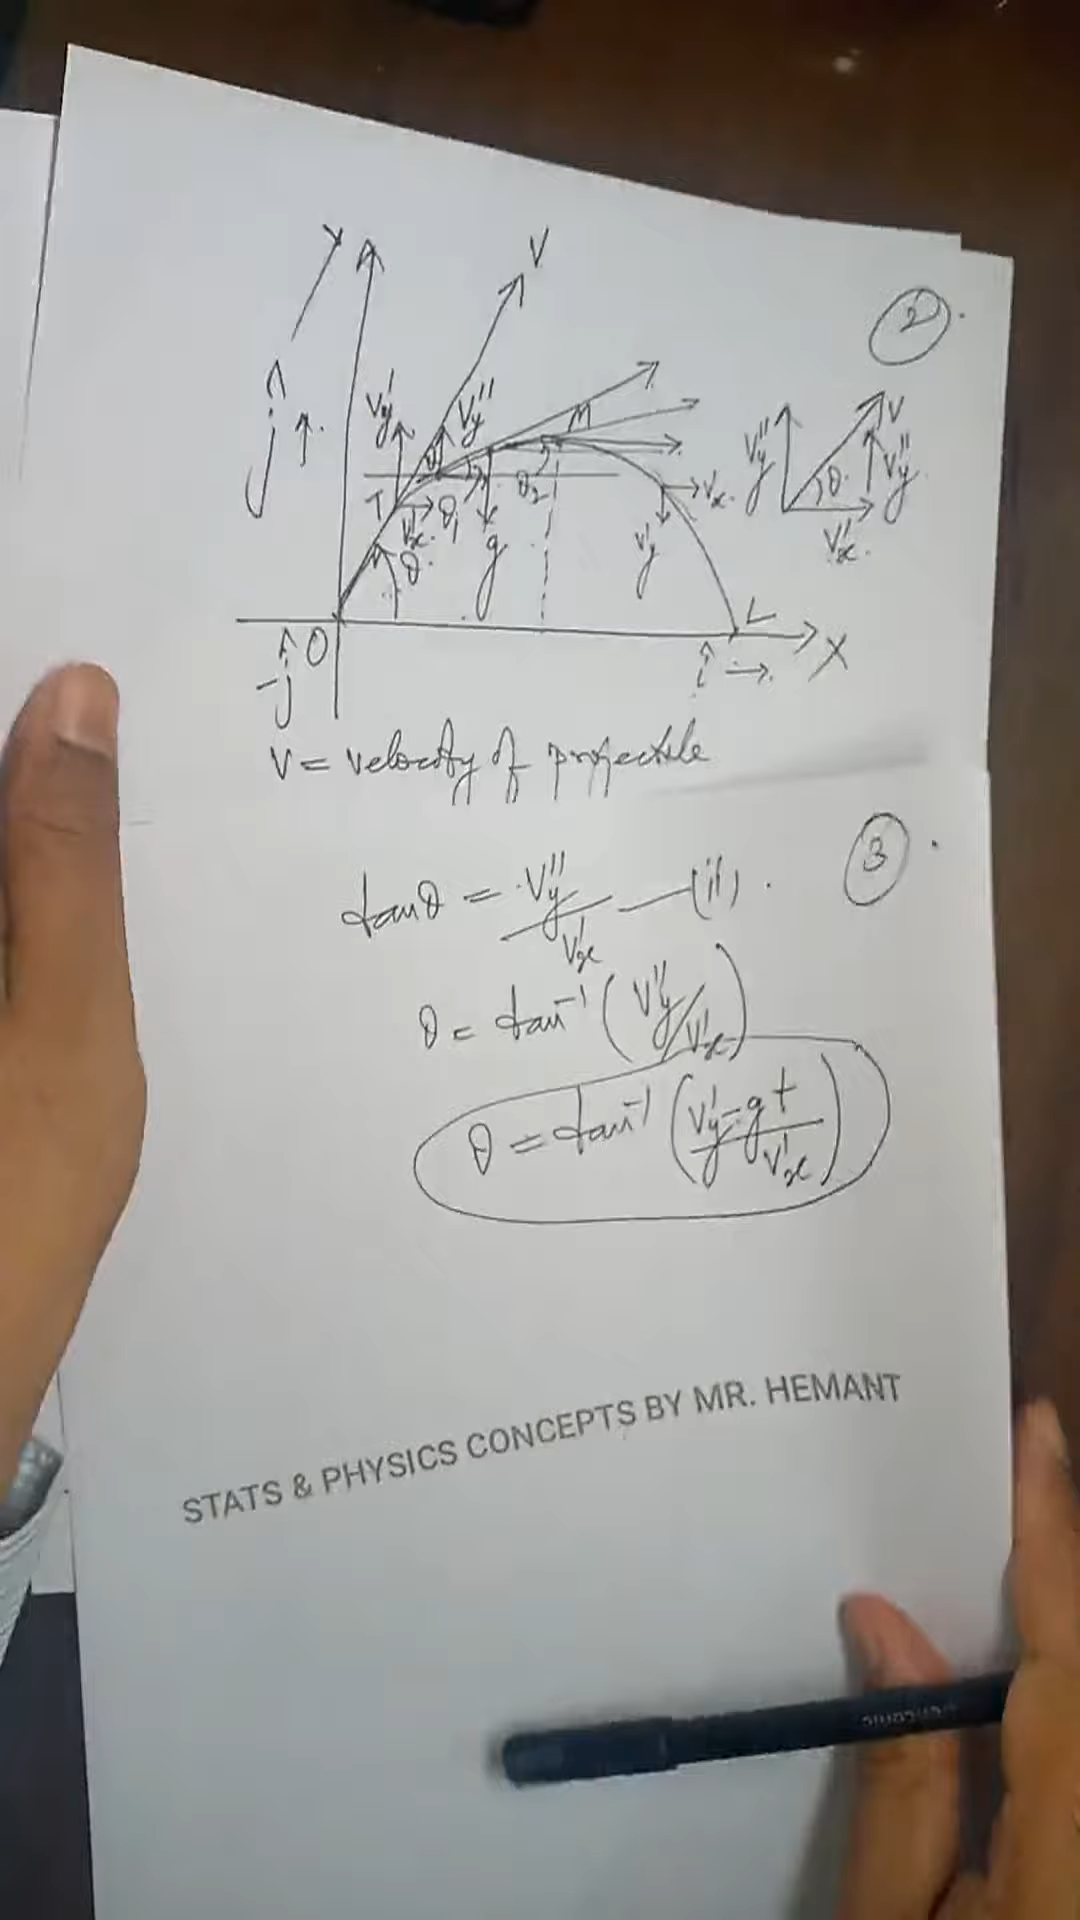 Y
V
2
ĵ ↑
Vy'
Vy''
M
T
Vx'
θ1
θ2
θ
g
Vx
Vy'
Vy''
V
θ
Vy''
Vx'
L
O
X
-ĵ
î →
V = velocity of projectile
3
tanθ = Vy''/Vx' — (ii)
θ = tan⁻¹ (Vy''/Vx')
θ = tan⁻¹ (Vy' - gt / Vx')
STATS & PHYSICS CONCEPTS BY MR. HEMANT